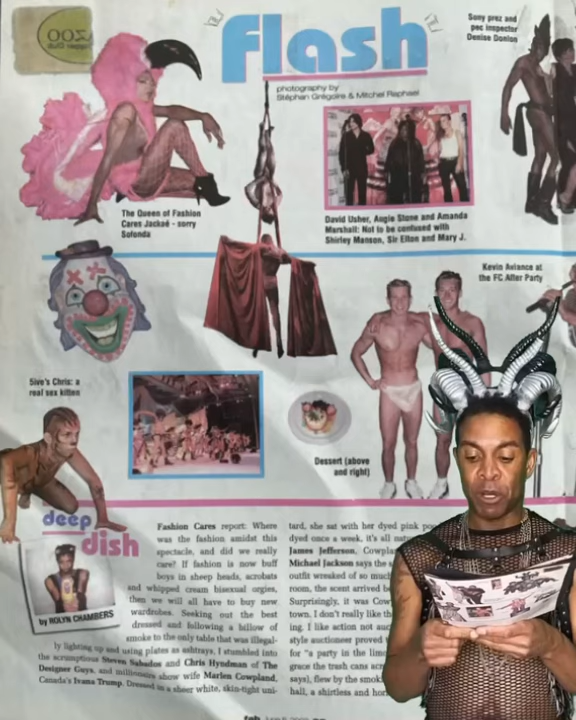 flash
photography by
Stéphan Grégoire & Mitchel Raphael
Sony prez and
pec inspector
Denise Donlon
The Queen of Fashion
Cares Jackaé - sorry
Sofonda
David Usher, Augie Stone and Amanda
Marshall: Not to be confused with
Shirley Manson, Sir Elton and Mary J.
Kevin Aviance at
the FC After Party
5ive's Chris: a
real sex kitten
Dessert (above
and right)
deep
dish
by ROLYN CHAMBERS
Fashion Cares report: Where
was the fashion amidst this
spectacle, and did we really
care? If fashion is now buff
boys in sheep heads, acrobats
and whipped cream bisexual orgies,
then we will all have to buy new
wardrobes. Seeking out the best
dressed and following a billow of
smoke to the only table that was illegal-
ly lighting up using plates as ashtrays, I stumbled into
the scrumptious Steven Sabados and Chris Hyndman of The
Designer Guys, and millionaire show wife Marlen Cowpland,
Canada's Ivana Trump. Dressed in a sheer white, skin-tight uni-
tard, she sat with her dyed pink poo
dyed once a week, it's all natu
James Jefferson, Cowplan
Michael Jackson says the s
outfit wreaked of so much
room, the scent arrived be
Surprisingly, it was Cow
town. I don't really like th
ing. I like action not auc
style auctioneer proved
for "a party in the limo
grace the trash cans acr
says), flew by the smok
hall, a shirtless and hor